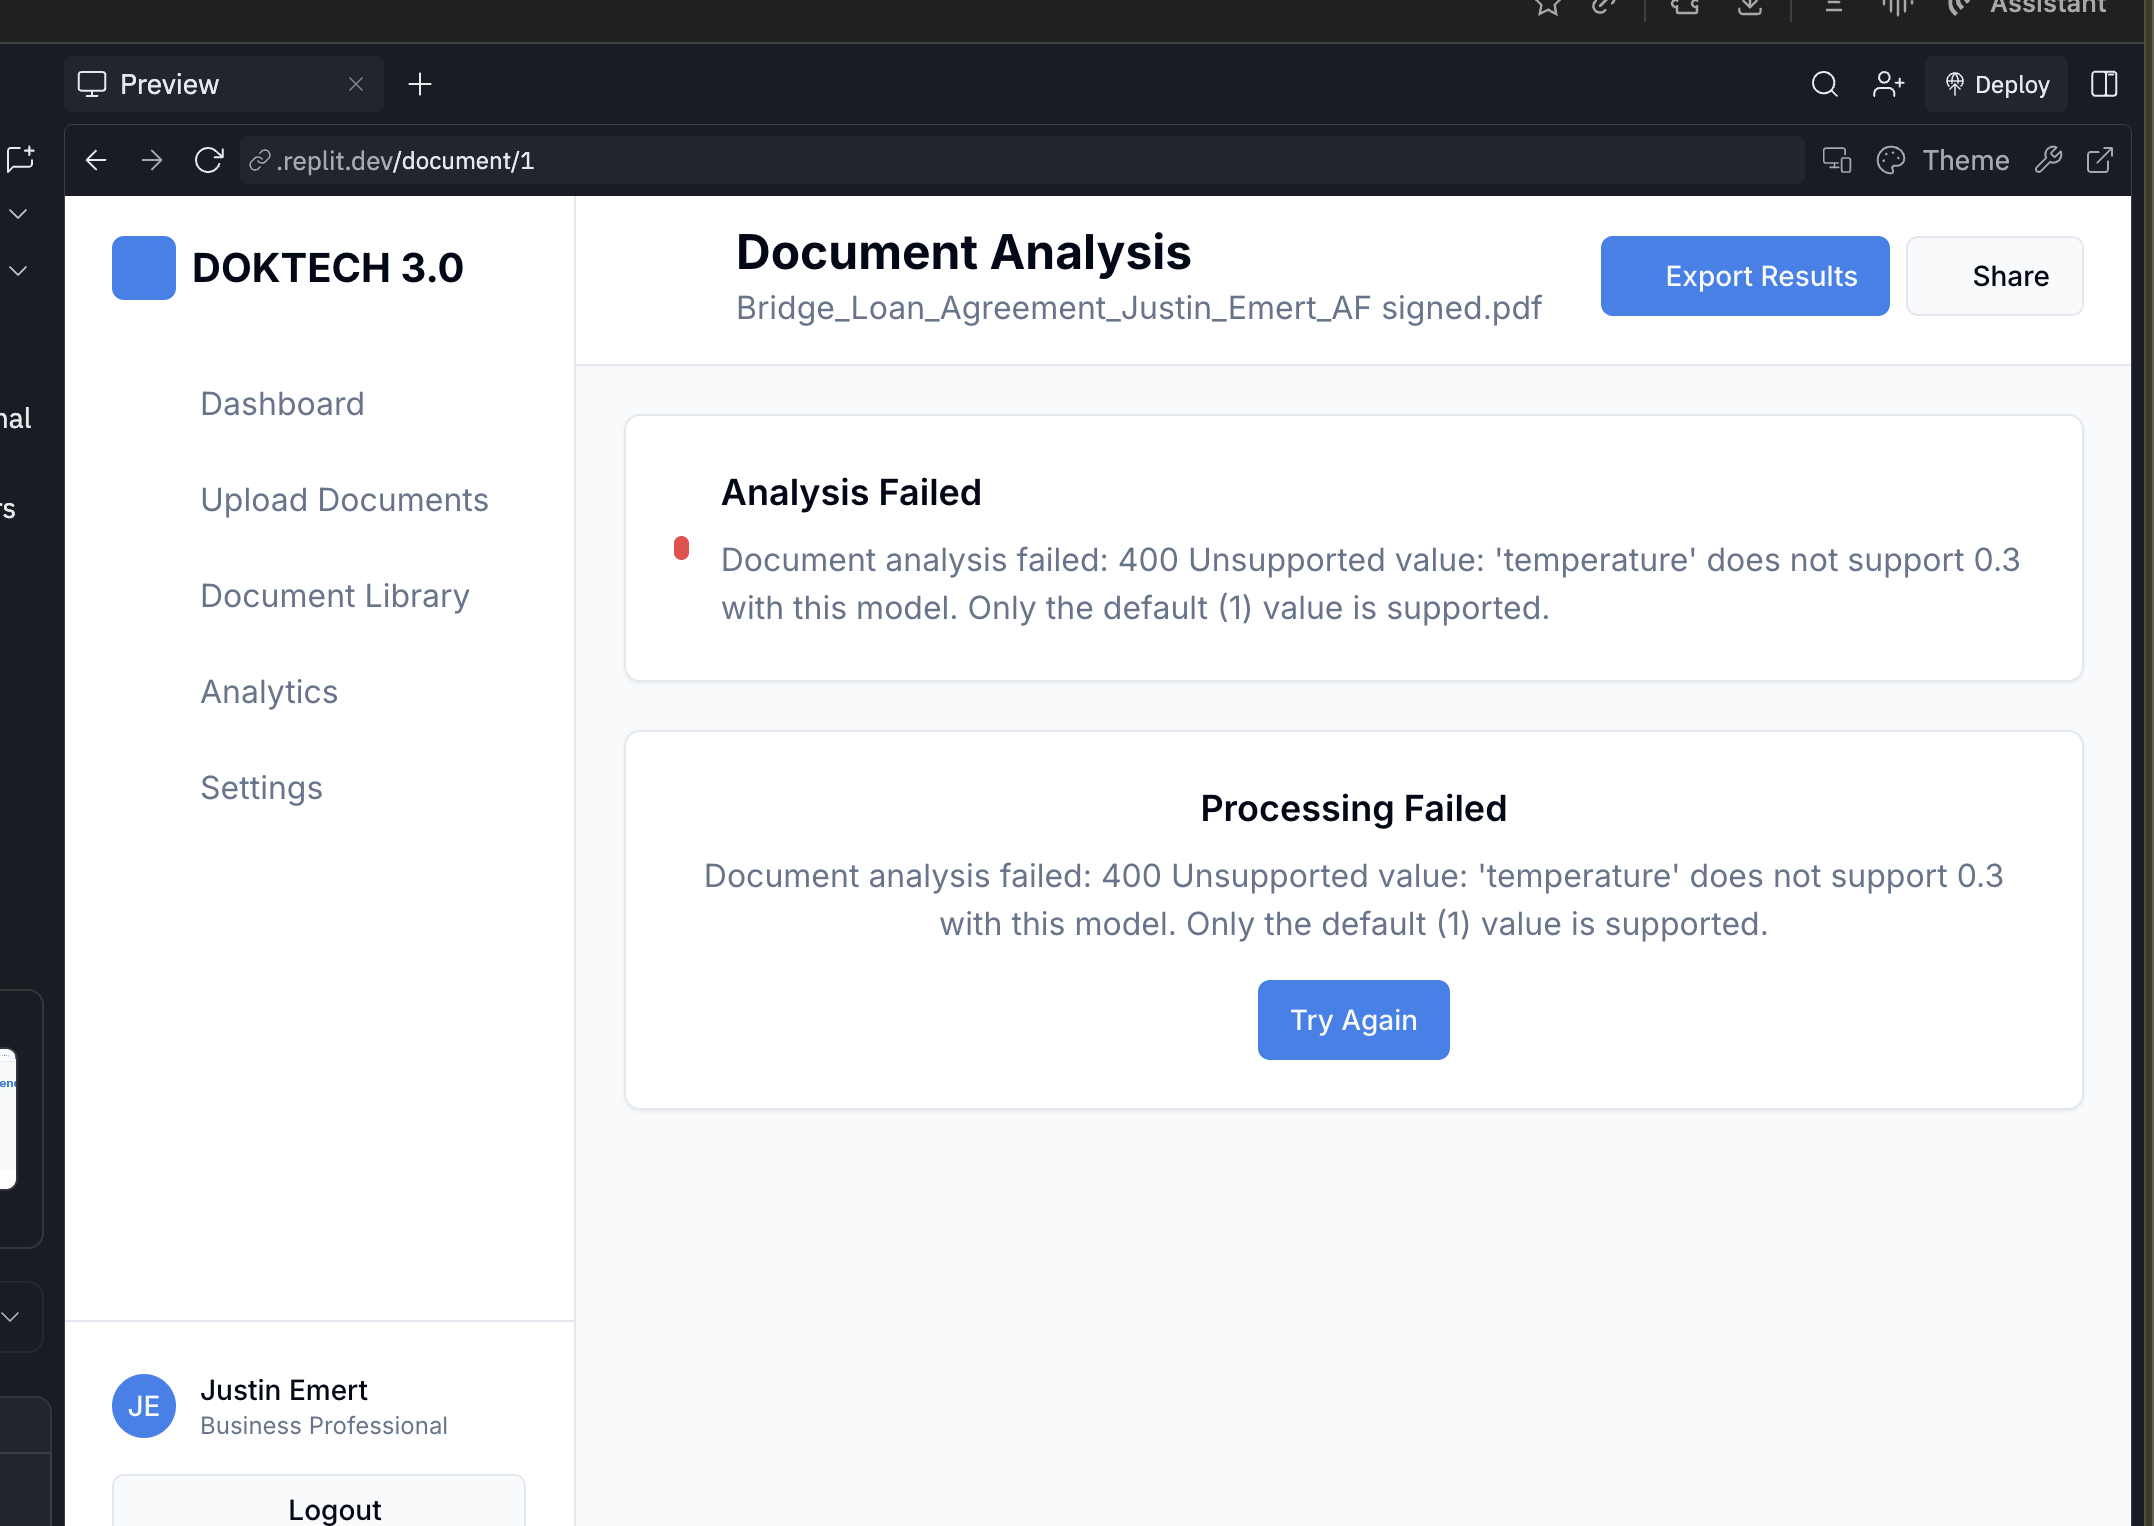 Assistant
Preview
Deploy
.replit.dev/document/1
Theme
DOKTECH 3.0
Dashboard
Upload Documents
Document Library
Analytics
Settings
Justin Emert
JE
Business Professional
Logout
Document Analysis
Bridge_Loan_Agreement_Justin_Emert_AF signed.pdf
Export Results
Share
Analysis Failed
Document analysis failed: 400 Unsupported value: 'temperature' does not support 0.3
with this model. Only the default (1) value is supported.
Processing Failed
Document analysis failed: 400 Unsupported value: 'temperature' does not support 0.3
with this model. Only the default (1) value is supported.
Try Again